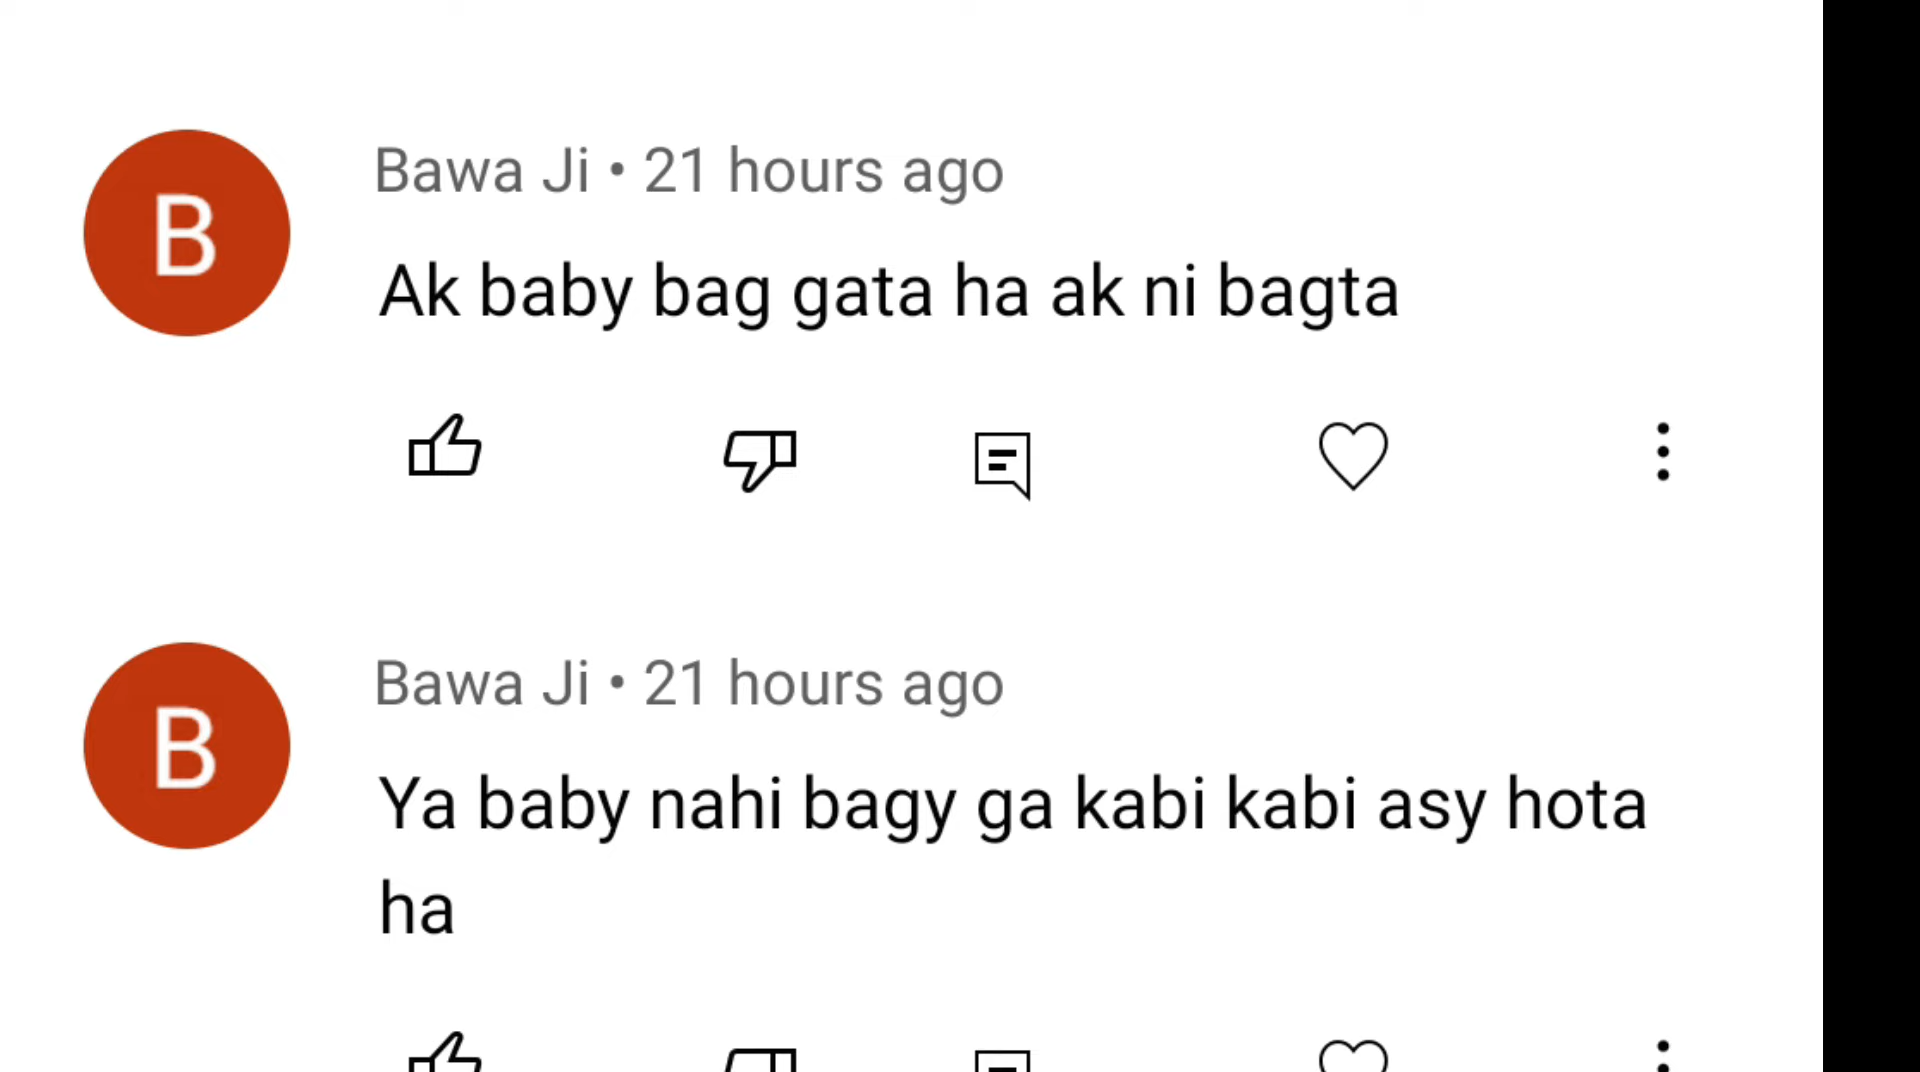 B
Bawa Ji • 21 hours ago
Ak baby bag gata ha ak ni bagta
B
Bawa Ji • 21 hours ago
Ya baby nahi bagy ga kabi kabi asy hota
ha